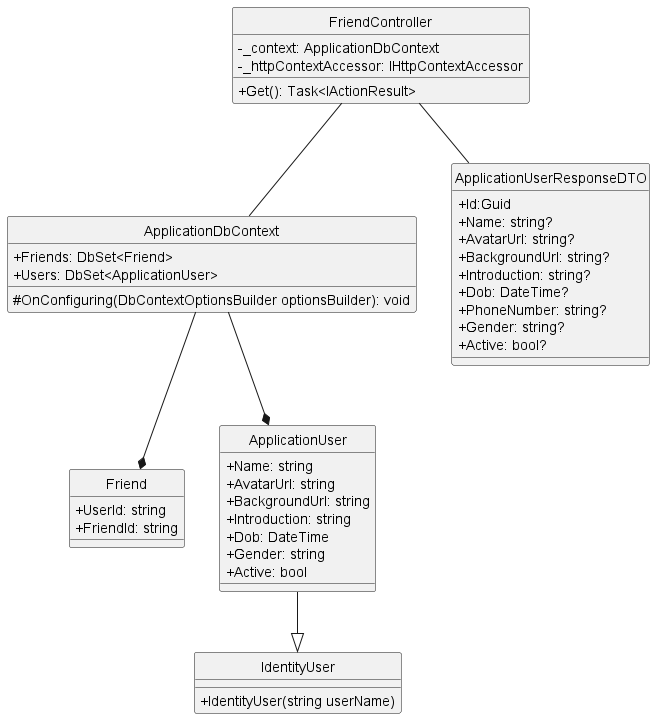 FriendController
-_context: ApplicationDbContext
-_httpContextAccessor: IHttpContextAccessor
+Get(): Task<IActionResult>
ApplicationUserResponseDTO
+Id:Guid
+Name: string?
+AvatarUrl: string?
+BackgroundUrl: string?
+Introduction: string?
+Dob: DateTime?
+PhoneNumber: string?
+Gender: string?
+Active: bool?
ApplicationDbContext
+Friends: DbSet<Friend>
+Users: DbSet<ApplicationUser>
#OnConfiguring(DbContextOptionsBuilder optionsBuilder): void
Friend
+UserId: string
+FriendId: string
ApplicationUser
+Name: string
+AvatarUrl: string
+BackgroundUrl: string
+Introduction: string
+Dob: DateTime
+Gender: string
+Active: bool
IdentityUser
+IdentityUser(string userName)